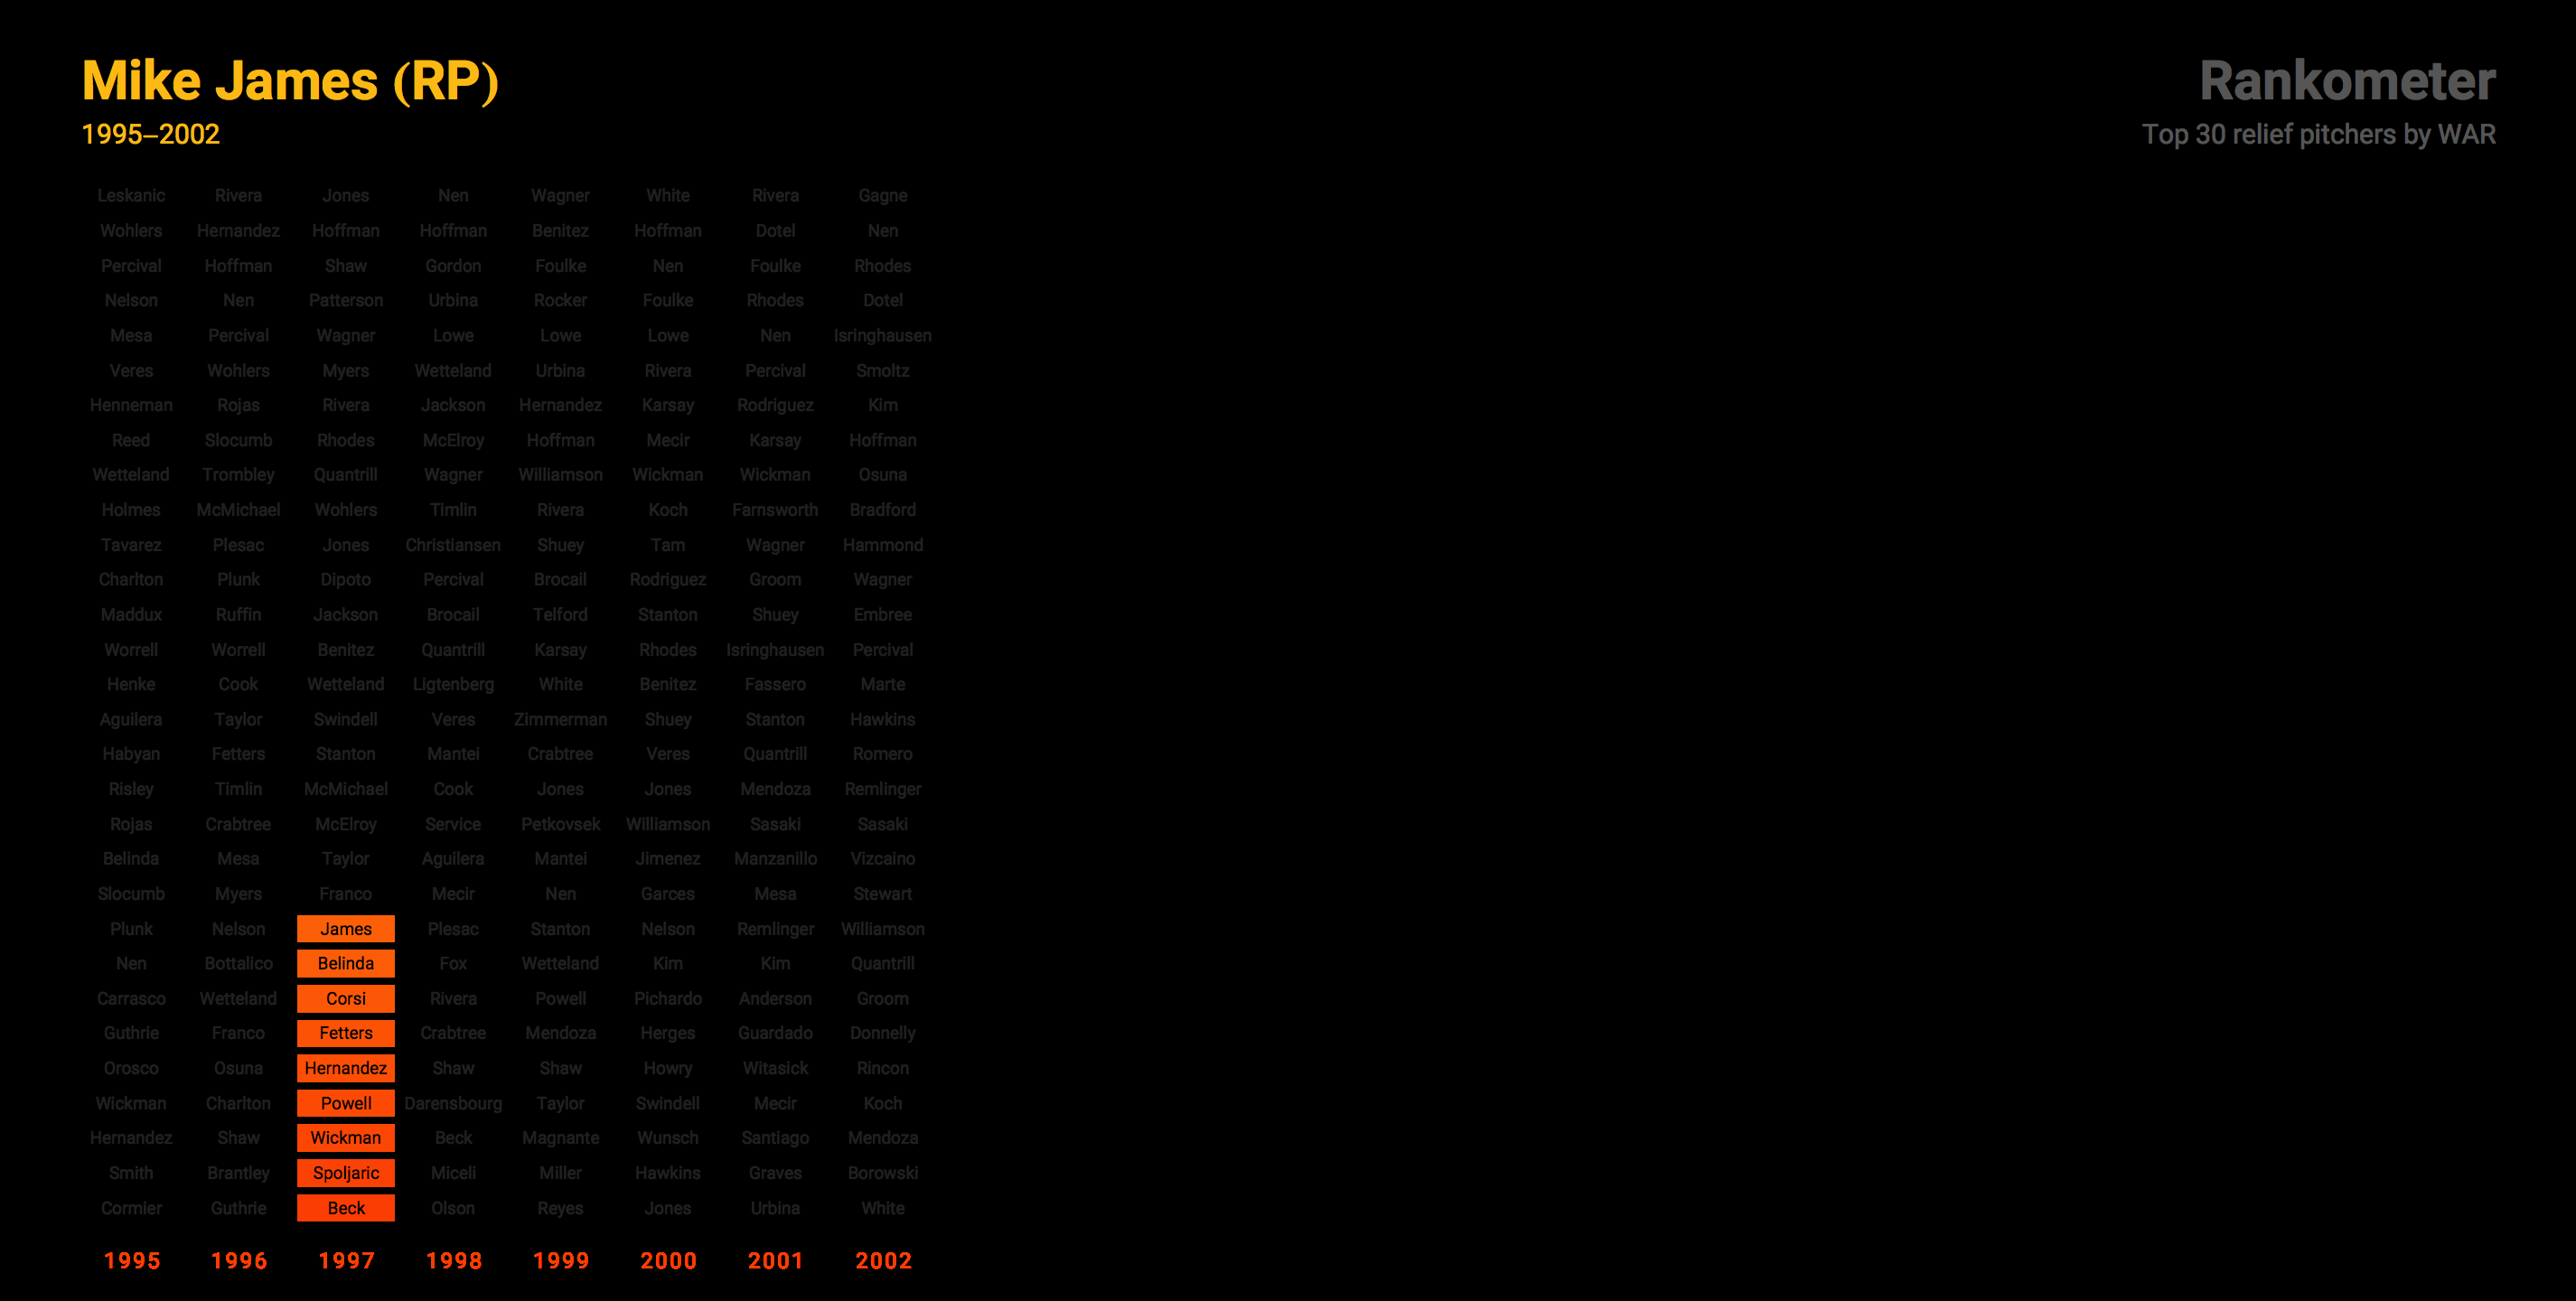 Mike James (RP)
1995–2002
Rankometer
Top 30 relief pitchers by WAR
Leskanic Rivera Jones Nen Wagner White Rivera Gagne
Wohlers Hernandez Hoffman Hoffman Benitez Hoffman Dotel Nen
Percival Hoffman Shaw Gordon Foulke Nen Foulke Rhodes
Nelson Nen Patterson Urbina Rocker Foulke Rhodes Dotel
Mesa Percival Wagner Lowe Lowe Lowe Nen Isringhausen
Veres Wohlers Myers Wetteland Urbina Rivera Percival Smoltz
Henneman Rojas Rivera Jackson Hernandez Karsay Rodriguez Kim
Reed Slocumb Rhodes McElroy Hoffman Mecir Karsay Hoffman
Wetteland Trombley Quantrill Wagner Williamson Wickman Wickman Osuna
Holmes McMichael Wohlers Timlin Rivera Koch Farnsworth Bradford
Tavarez Plesac Jones Christiansen Shuey Tam Wagner Hammond
Charlton Plunk Dipoto Percival Brocail Rodriguez Groom Wagner
Maddux Ruffin Jackson Brocail Telford Stanton Shuey Embree
Worrell Worrell Benitez Quantrill Karsay Rhodes Isringhausen Percival
Henke Cook Wetteland Ligtenberg White Benitez Fassero Marte
Aguilera Taylor Swindell Veres Zimmerman Shuey Stanton Hawkins
Habyan Fetters Stanton Mantei Crabtree Veres Quantrill Romero
Risley Timlin McMichael Cook Jones Jones Mendoza Remlinger
Rojas Crabtree McElroy Service Petkovsek Williamson Sasaki Sasaki
Belinda Mesa Taylor Aguilera Mantei Jimenez Manzanillo Vizcaino
Slocumb Myers Franco Mecir Nen Garces Mesa Stewart
Plunk Nelson James Plesac Stanton Nelson Remlinger Williamson
Nen Bottalico Belinda Fox Wetteland Kim Kim Quantrill
Carrasco Wetteland Corsi Rivera Powell Pichardo Anderson Groom
Guthrie Franco Fetters Crabtree Mendoza Herges Guardado Donnelly
Orosco Osuna Hernandez Shaw Shaw Howry Witasick Rincon
Wickman Charlton Powell Darensbourg Taylor Swindell Mecir Koch
Hernandez Shaw Wickman Beck Magnante Wunsch Santiago Mendoza
Smith Brantley Spoljaric Miceli Miller Hawkins Graves Borowski
Cormier Guthrie Beck Olson Reyes Jones Urbina White
1995 1996 1997 1998 1999 2000 2001 2002